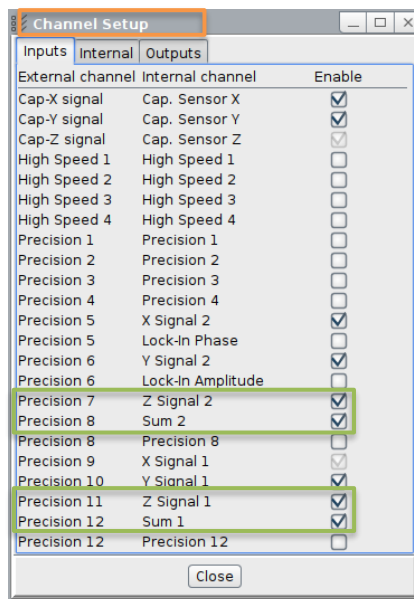 Channel Setup
Inputs Internal Outputs
External channel Internal channel Enable
Cap-X signal Cap. Sensor X
Cap-Y signal Cap. Sensor Y
Cap-Z signal Cap. Sensor Z
High Speed 1 High Speed 1
High Speed 2 High Speed 2
High Speed 3 High Speed 3
High Speed 4 High Speed 4
Precision 1 Precision 1
Precision 2 Precision 2
Precision 3 Precision 3
Precision 4 Precision 4
Precision 5 X Signal 2
Precision 5 Lock-In Phase
Precision 6 Y Signal 2
Precision 6 Lock-In Amplitude
Precision 7 Z Signal 2
Precision 8 Sum 2
Precision 8 Precision 8
Precision 9 X Signal 1
Precision 10 Y Signal 1
Precision 11 Z Signal 1
Precision 12 Sum 1
Precision 12 Precision 12
Close